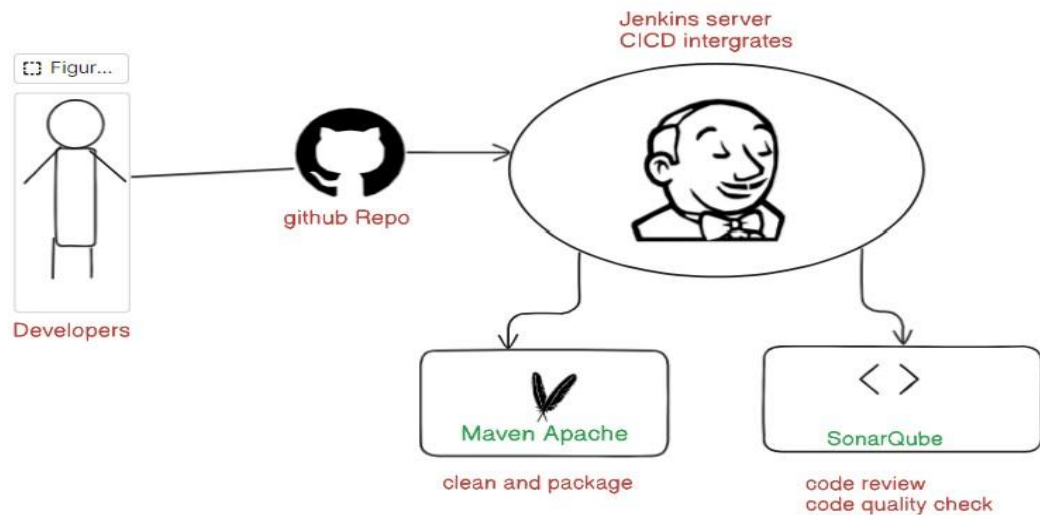 Jenkins server
CICD intergrates
Figur...
github Repo
Developers
Maven Apache
clean and package
SonarQube
code review
code quality check